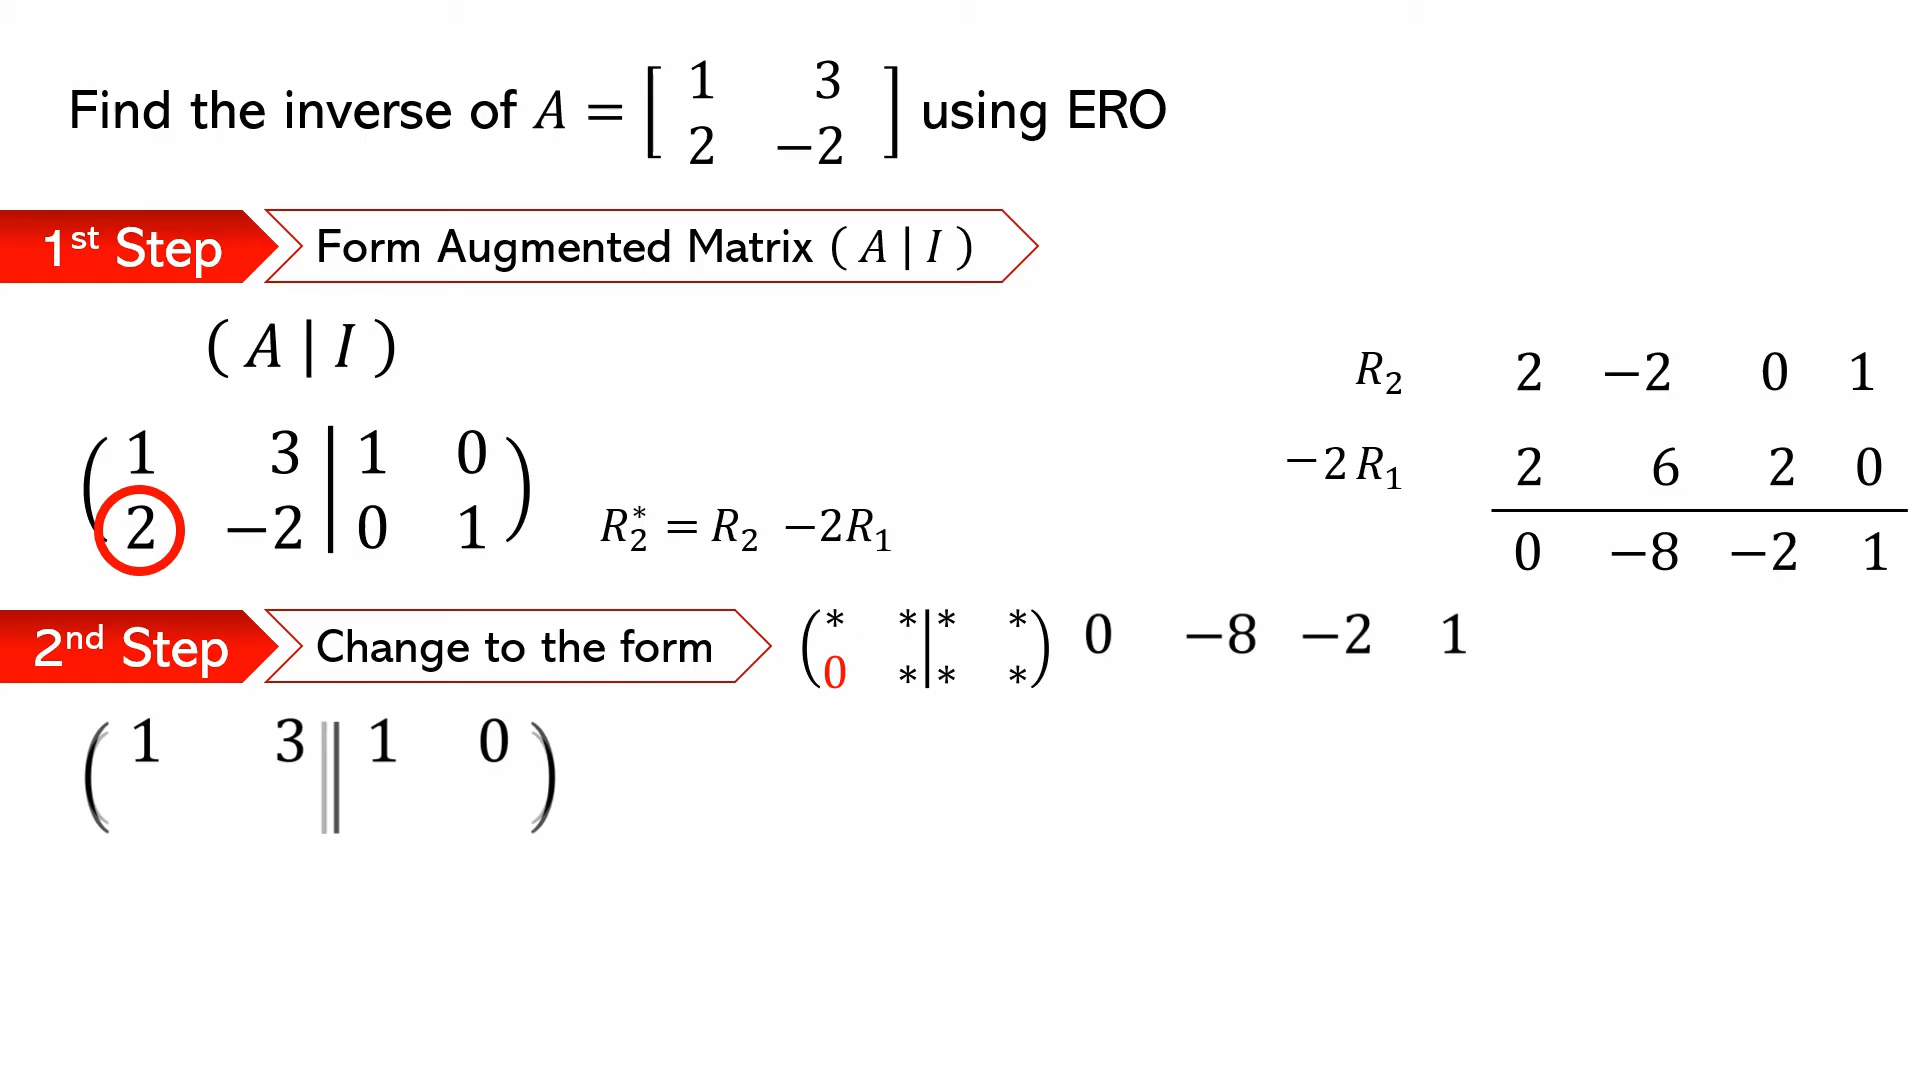 Find the inverse of A = [ 1 3 ] using ERO
2 −2
1st Step Form Augmented Matrix ( A | I )
( A | I )
R2 2 −2 0 1
( 1 3 | 1 0 )
−2 R1 2 6 2 0
2 −2 | 0 1 R2* = R2 −2R1
0 −8 −2 1
2nd Step Change to the form ( * * | * * ) 0 −8 −2 1
0 * | * *
( 1 3 | 1 0 )